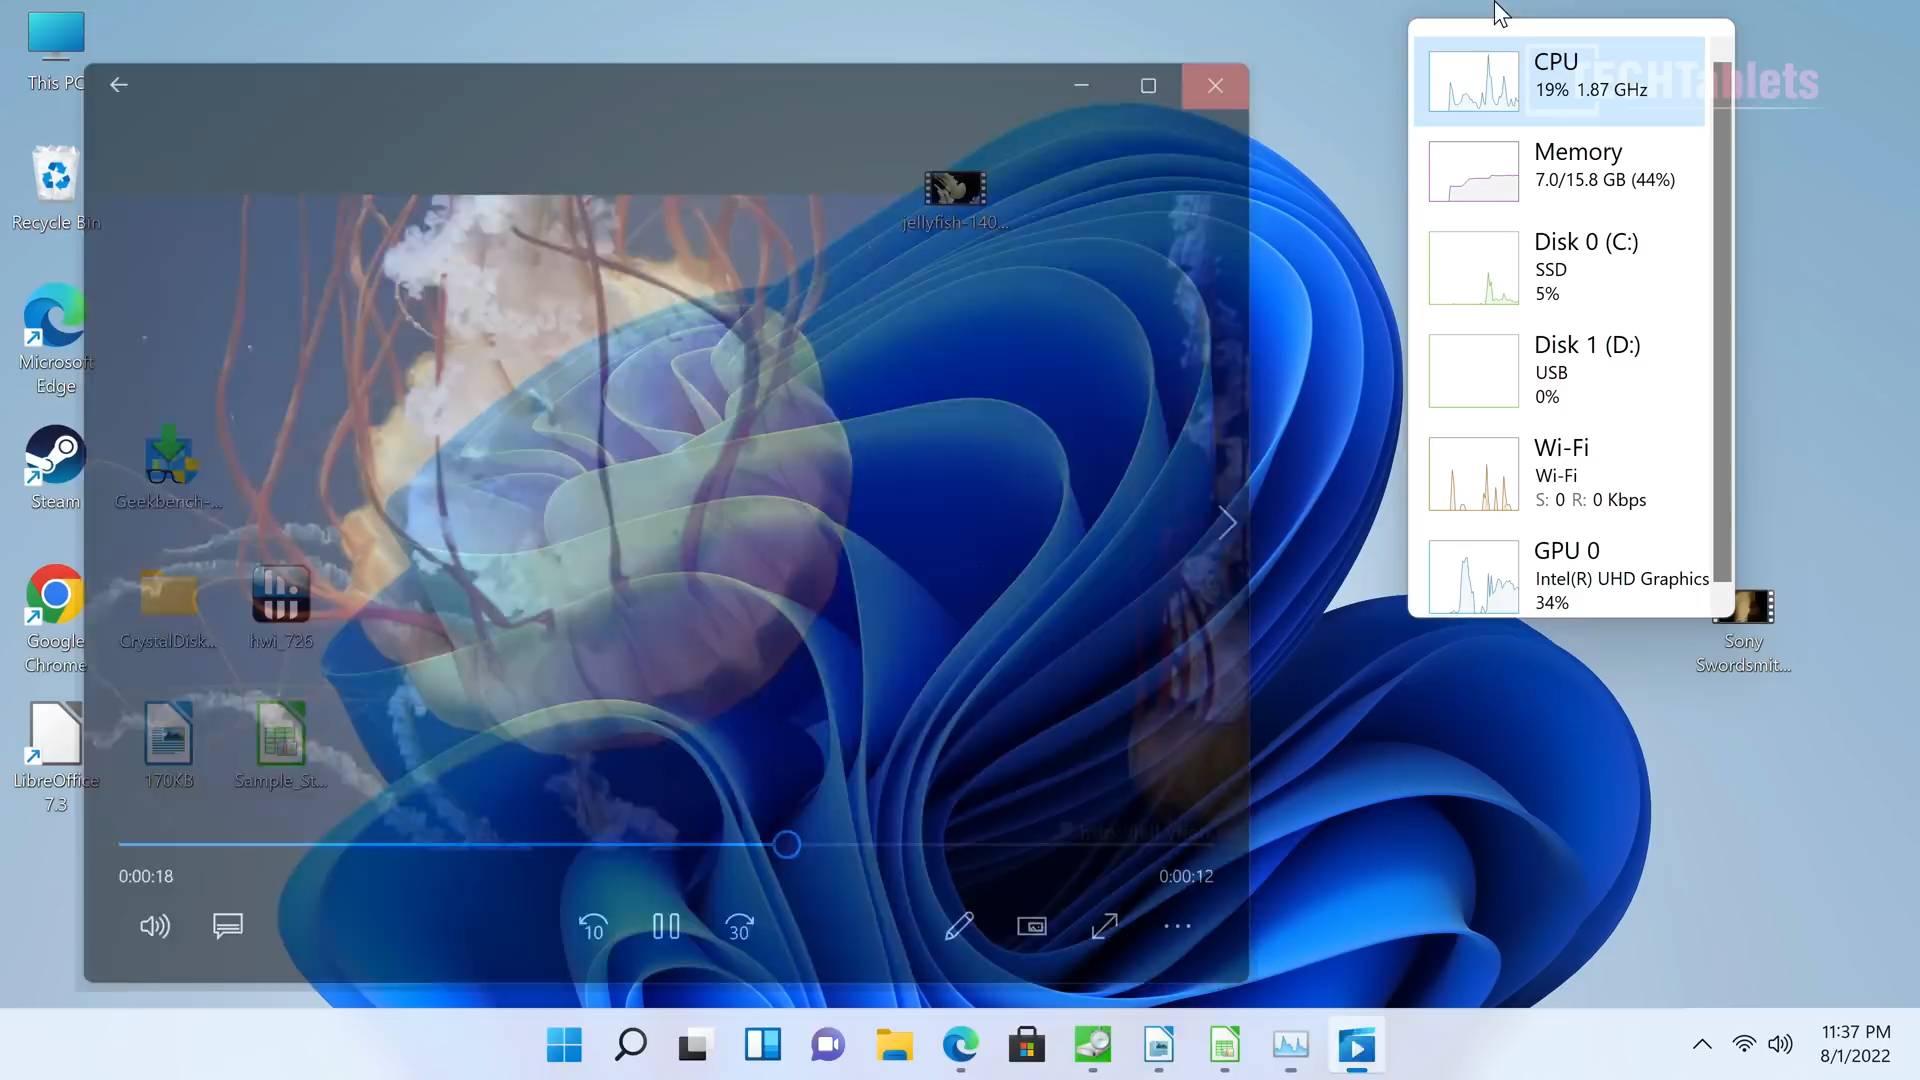 This PC
Recycle Bin
Microsoft
Edge
Steam
Google
Chrome
LibreOffice
7.3
Geekbench-...
CrystalDisk...
hwi_726
170KB
Sample_St...
jellyfish-140...
0:00:18
0:00:12
10
30
CPU
19% 1.87 GHz
TECHTablets
Memory
7.0/15.8 GB (44%)
Disk 0 (C:)
SSD
5%
Disk 1 (D:)
USB
0%
Wi-Fi
Wi-Fi
S: 0 R: 0 Kbps
GPU 0
Intel(R) UHD Graphics
34%
Sony
Swordsmit...
11:37 PM
8/1/2022